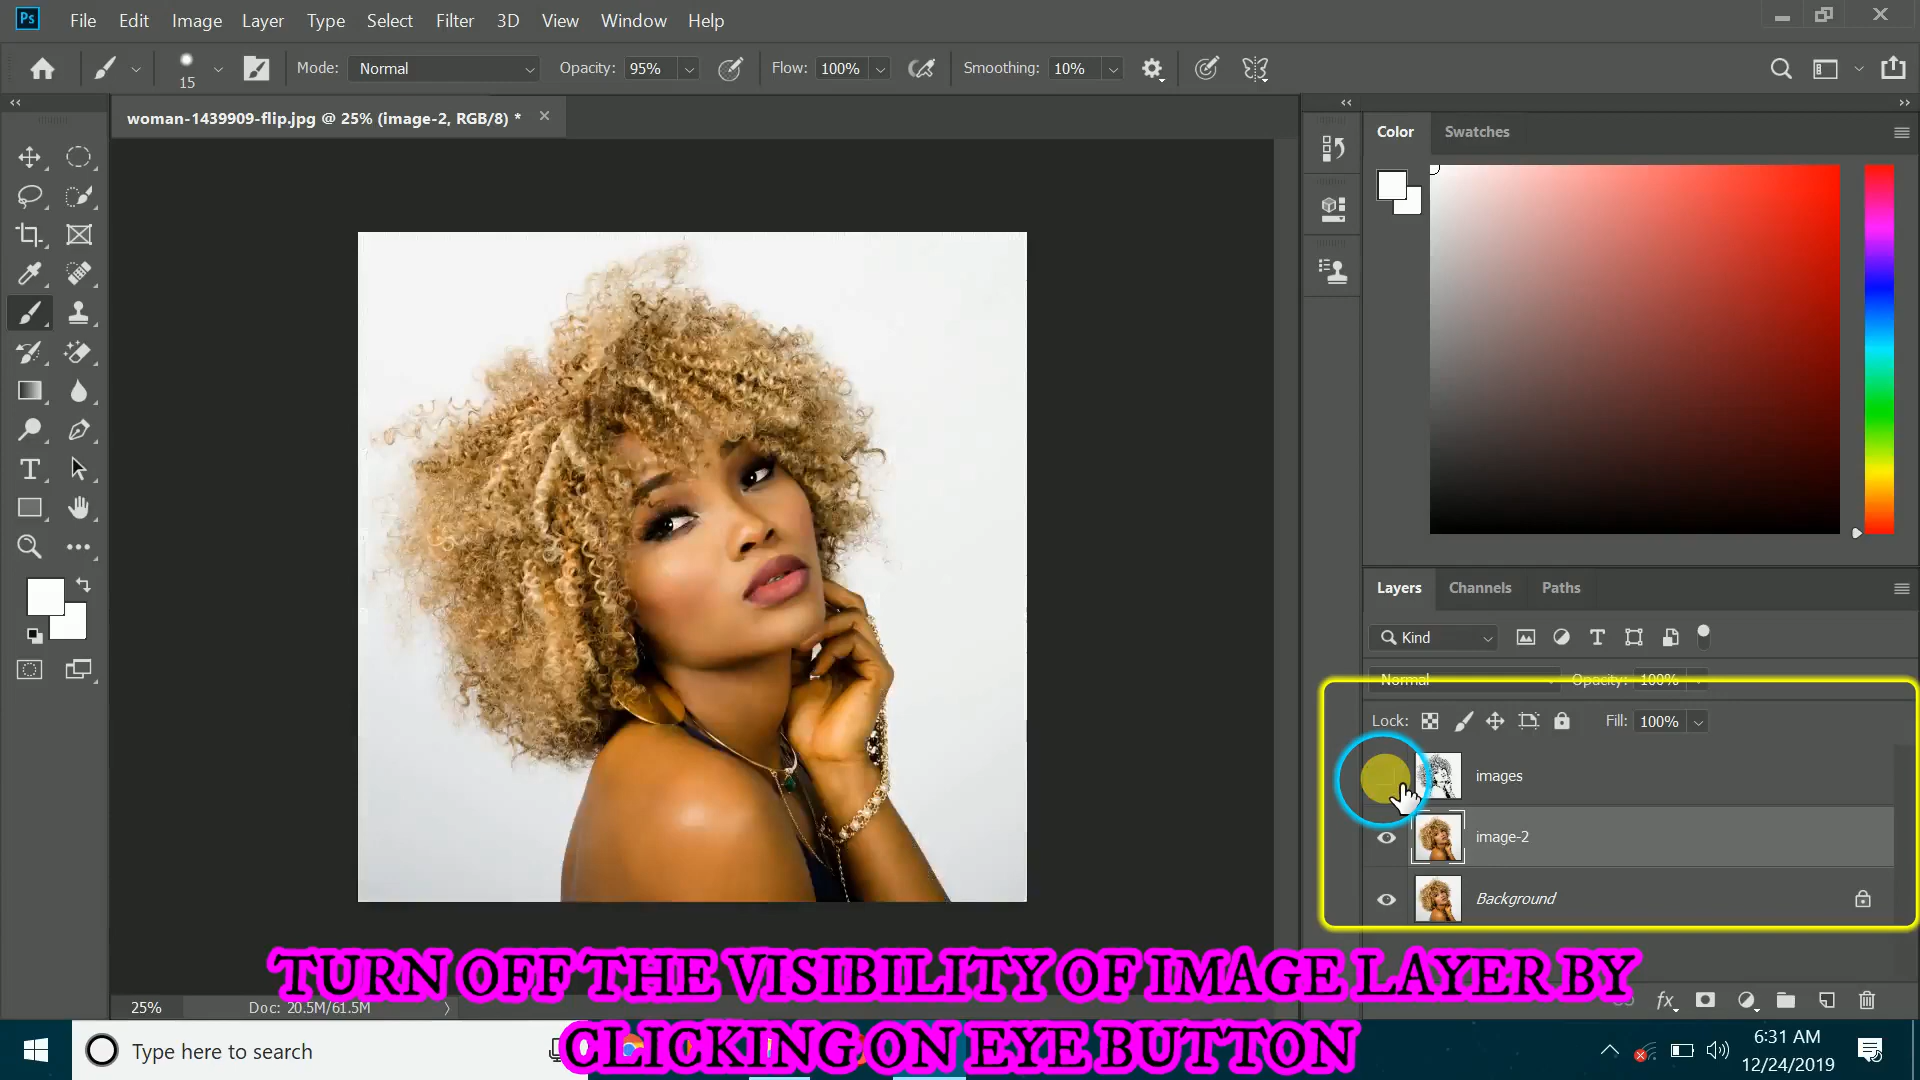 Ps File Edit Image Layer Type Select Filter 3D View Window Help
15 Mode: Normal Opacity: 95% Flow: 100% Smoothing: 10%
woman-1439909-flip.jpg @ 25% (image-2, RGB/8) *
Color Swatches
Layers Channels Paths
Kind
Normal Opacity: 100%
Lock: Fill: 100%
images
image-2
Background
TURN OFF THE VISIBILITY OF IMAGE LAYER BY
25% Doc: 20.5M/61.5M
fx
CLICKING ON EYE BUTTON
Type here to search
6:31 AM
12/24/2019